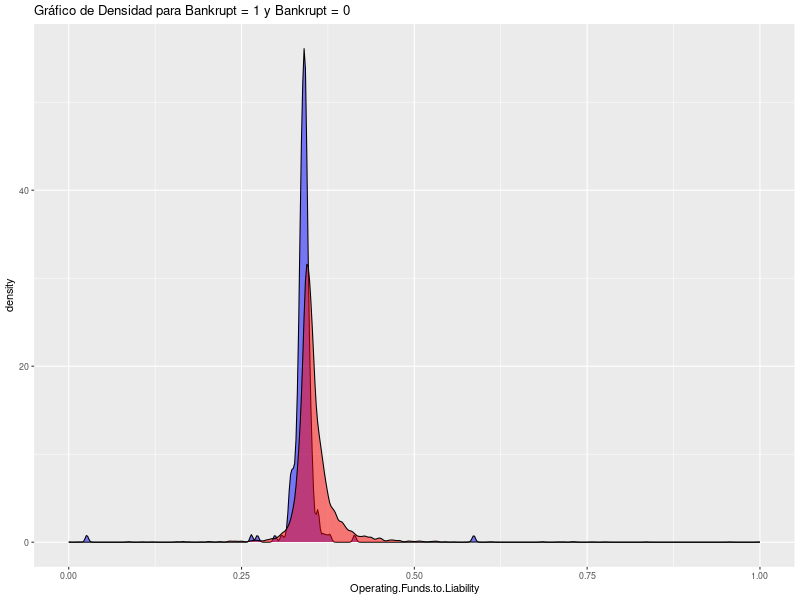 Gráfico de Densidad para Bankrupt = 1 y Bankrupt = 0
density
40
20
0
0.00
0.25
0.50
0.75
1.00
Operating.Funds.to.Liability